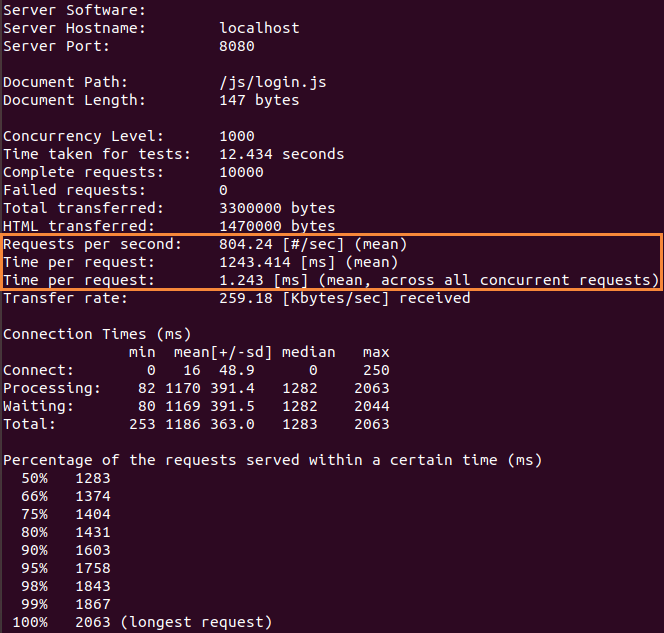 Server Software:
Server Hostname:        localhost
Server Port:            8080
Document Path:          /js/login.js
Document Length:        147 bytes
Concurrency Level:      1000
Time taken for tests:   12.434 seconds
Complete requests:      10000
Failed requests:        0
Total transferred:      3300000 bytes
HTML transferred:       1470000 bytes
Requests per second:    804.24 [#/sec] (mean)
Time per request:       1243.414 [ms] (mean)
Time per request:       1.243 [ms] (mean, across all concurrent requests)
Transfer rate:          259.18 [Kbytes/sec] received
Connection Times (ms)
              min  mean[+/-sd] median   max
Connect:        0   16  48.9      0     250
Processing:    82 1170 391.4   1282    2063
Waiting:       80 1169 391.5   1282    2044
Total:        253 1186 363.0   1283    2063
Percentage of the requests served within a certain time (ms)
  50%   1283
  66%   1374
  75%   1404
  80%   1431
  90%   1603
  95%   1758
  98%   1843
  99%   1867
 100%   2063 (longest request)